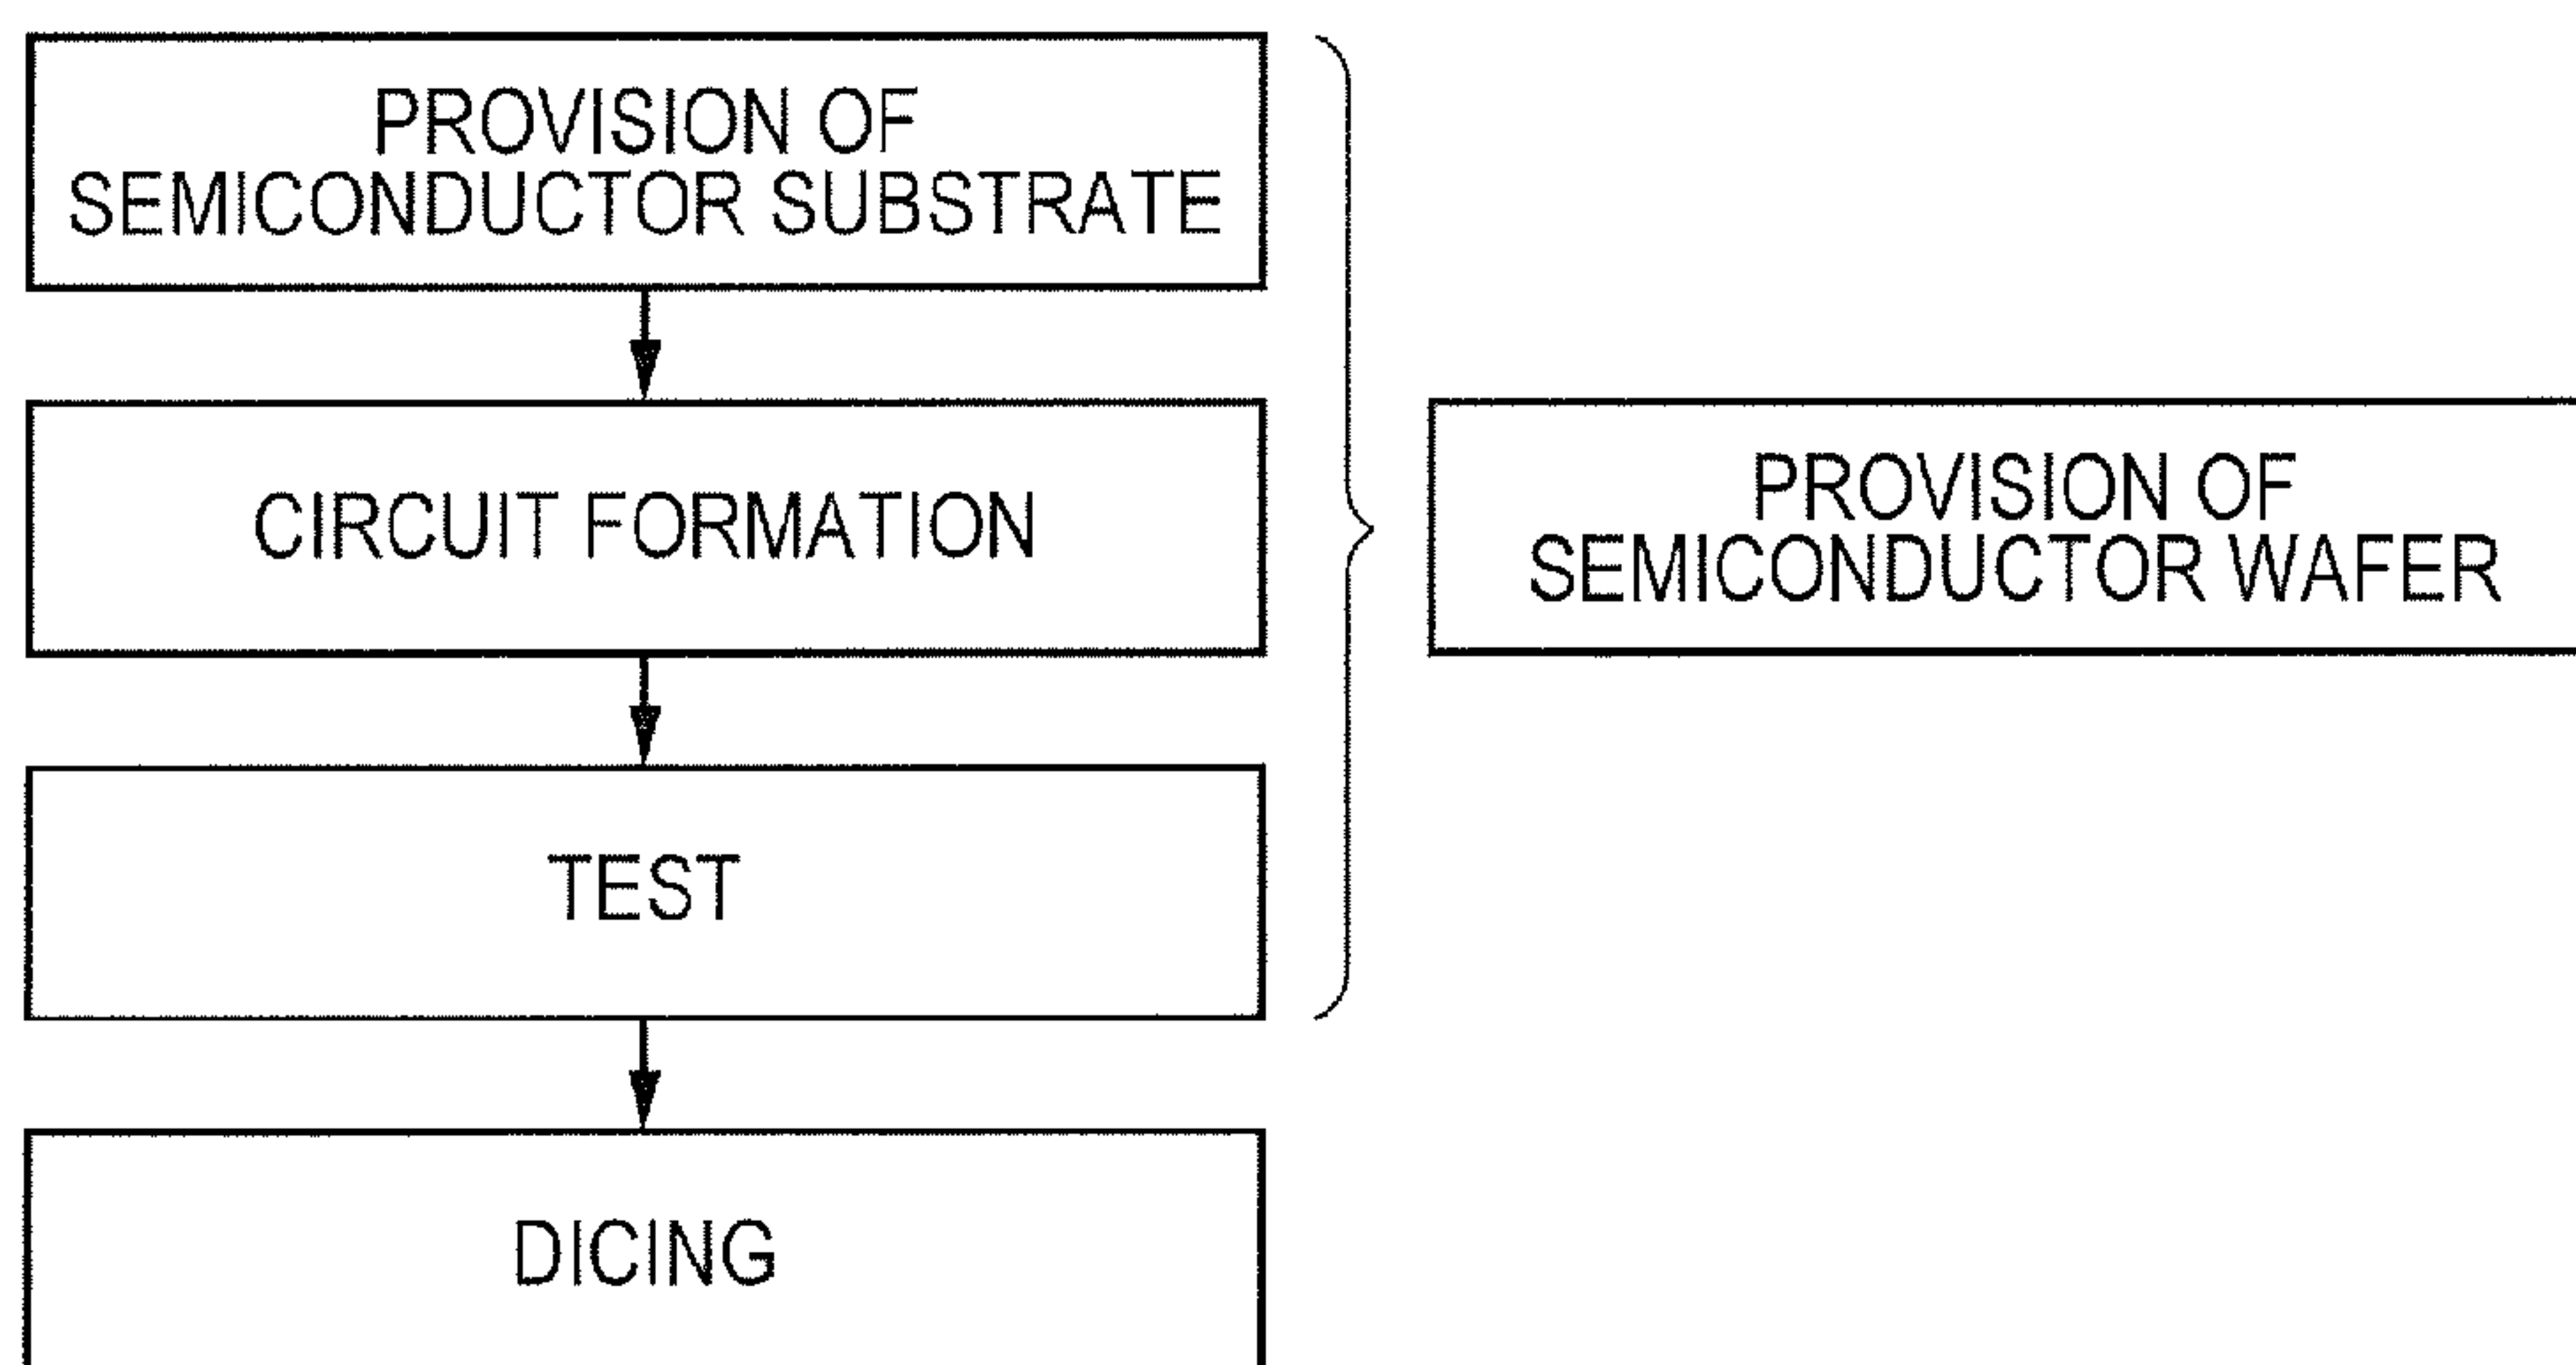 PROVISION OF
SEMICONDUCTOR SUBSTRATE
CIRCUIT FORMATION
PROVISION OF
SEMICONDUCTOR WAFER
TEST
DICING